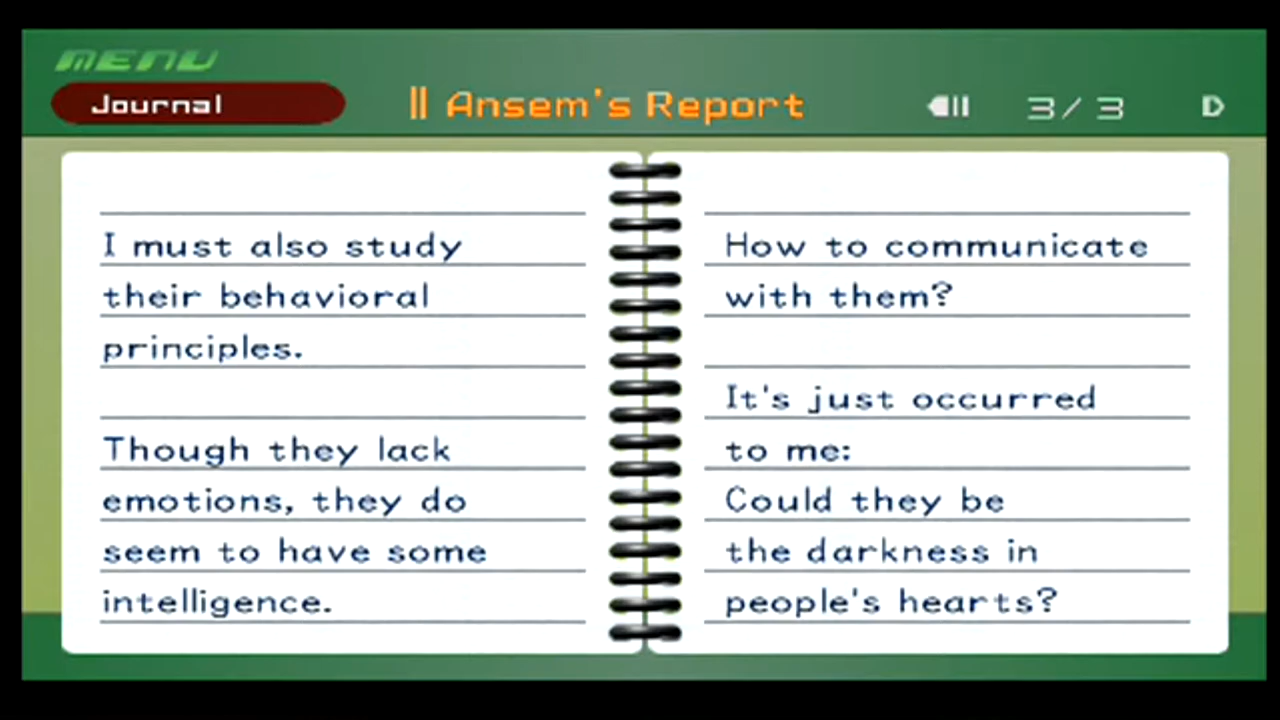 MENU
Journal
Ansem's Report
3/3
I must also study
their behavioral
principles.
Though they lack
emotions, they do
seem to have some
intelligence.
How to communicate
with them?
It's just occurred
to me:
Could they be
the darkness in
people's hearts?